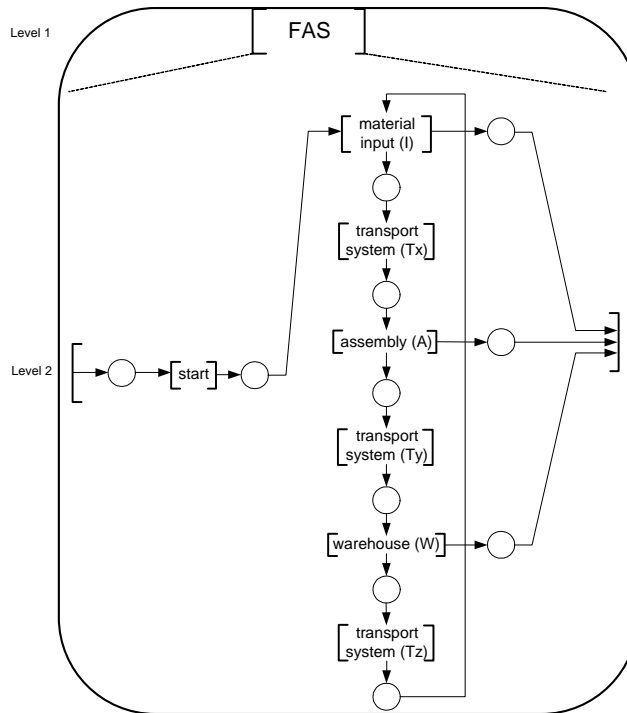 Level 1
FAS
material
input (I)
transport
system (Tx)
assembly (A)
Level 2
start
transport
system (Ty)
warehouse (W)
transport
system (Tz)